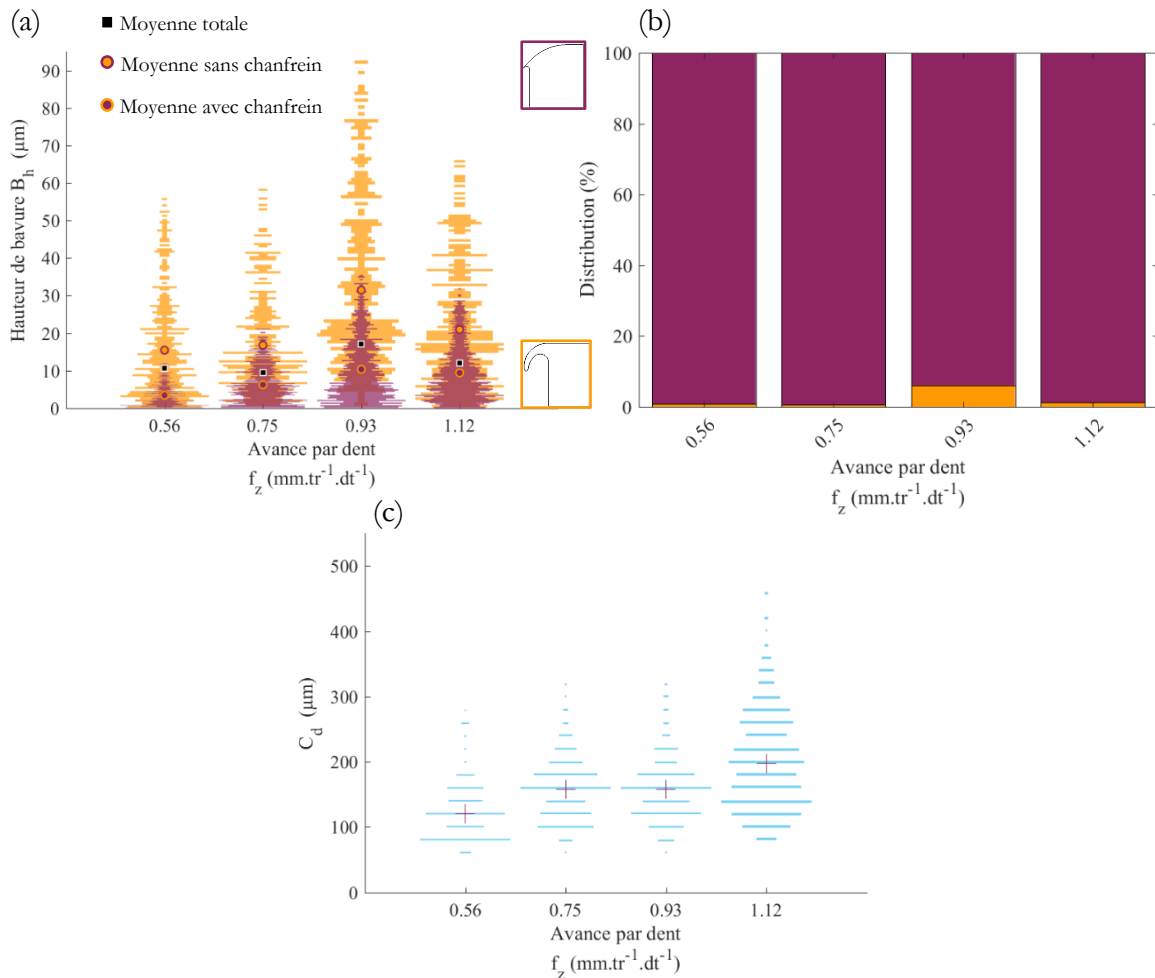 (a)
Moyenne totale
Moyenne sans chanfrein
Moyenne avec chanfrein
Hauteur de bavure B_h (μm)
90
80
70
60
50
40
30
20
10
0
0.56 0.75 0.93 1.12
Avance par dent
f_z (mm.tr⁻¹.dt⁻¹)
(b)
Distribution (%)
100
80
60
40
20
0
0.56 0.75 0.93 1.12
Avance par dent
f_z (mm.tr⁻¹.dt⁻¹)
(c)
C_d (μm)
500
400
300
200
100
0
0.56 0.75 0.93 1.12
Avance par dent
f_z (mm.tr⁻¹.dt⁻¹)